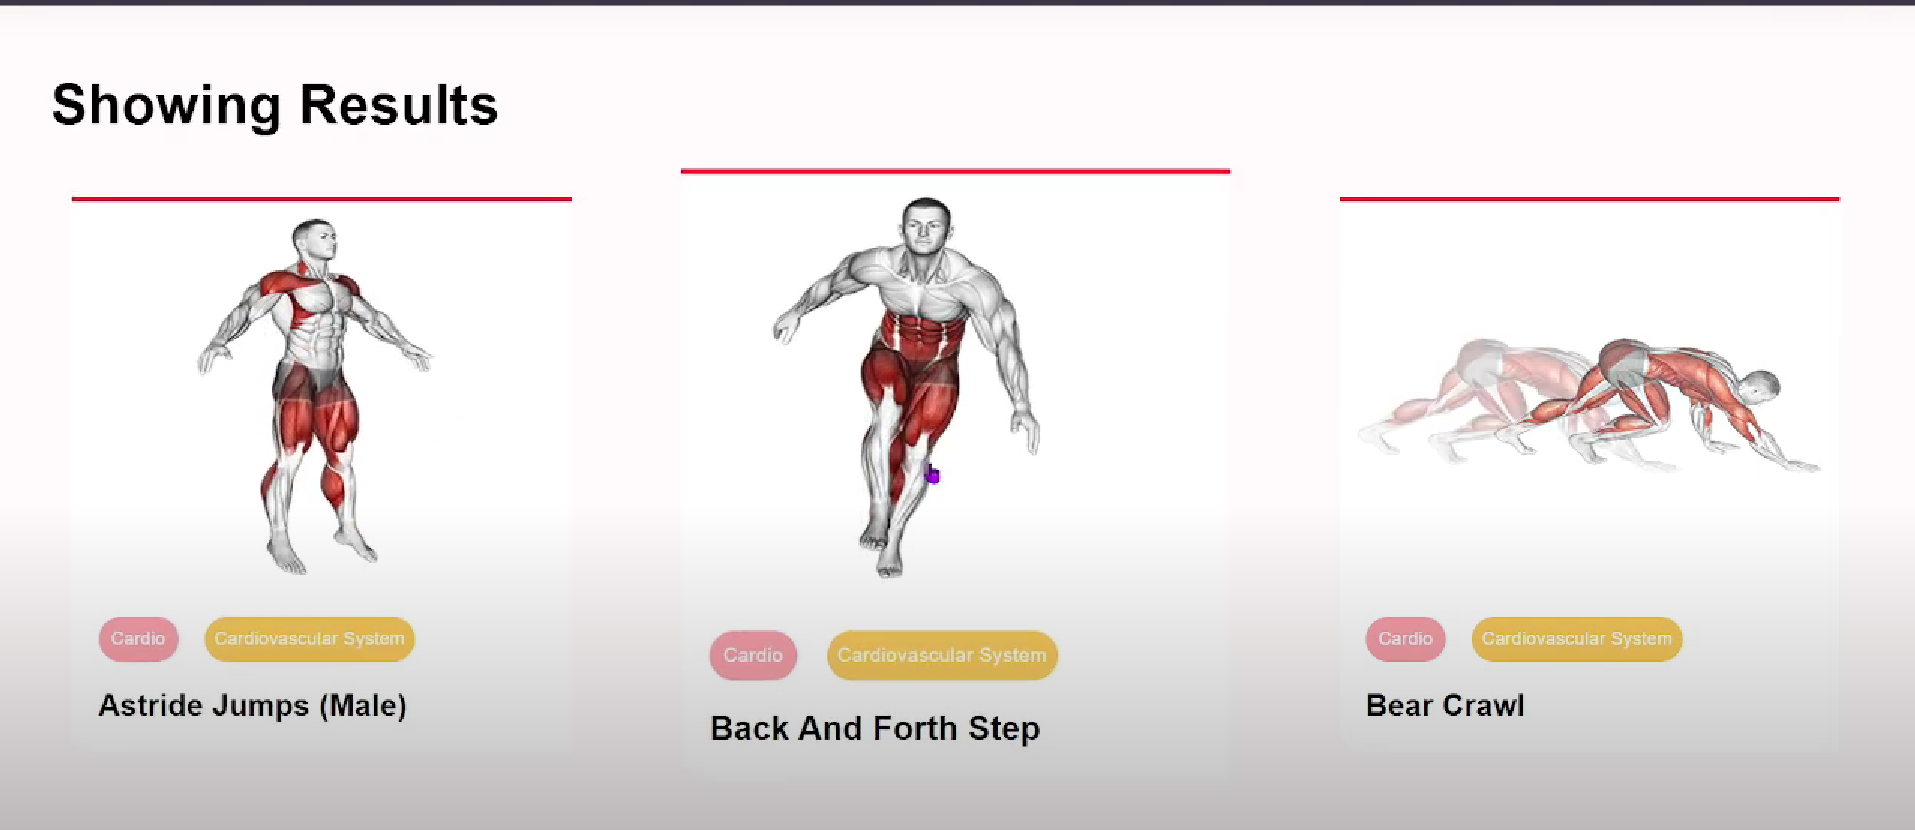 Showing Results
Cardio
Cardiovascular System
Astride Jumps (Male)
Cardio
Cardiovascular System
Back And Forth Step
Cardio
Cardiovascular System
Bear Crawl